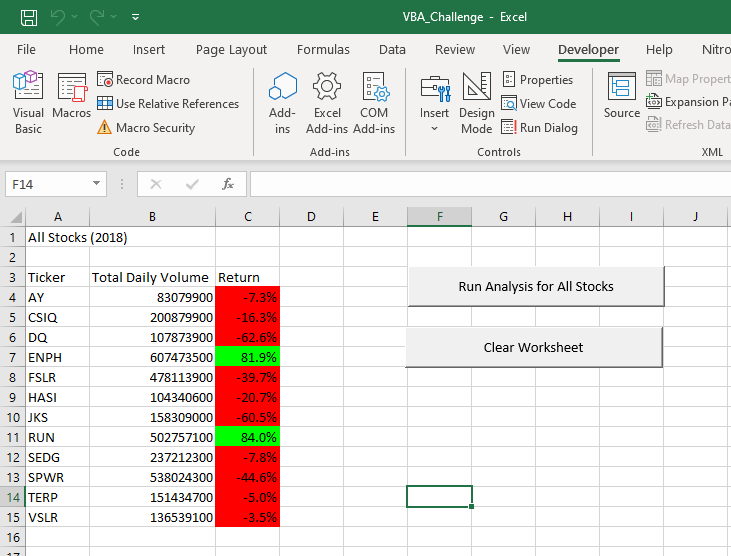 VBA_Challenge - Excel
File Home Insert Page Layout Formulas Data Review View Developer Help Nitro
Visual Basic
Macros
Record Macro
Use Relative References
Macro Security
Code
Add-ins
Excel Add-ins
COM Add-ins
Add-ins
Insert
Design Mode
Properties
View Code
Run Dialog
Controls
Source
Map Propert
Expansion Pa
Refresh Data
XML
F14
fx
A B C D E F G H I J
1 All Stocks (2018)
2
3 Ticker Total Daily Volume Return
4 AY 83079900 -7.3%
Run Analysis for All Stocks
5 CSIQ 200879900 -16.3%
6 DQ 107873900 -62.6%
7 ENPH 607473500 81.9%
Clear Worksheet
8 FSLR 478113900 -39.7%
9 HASI 104340600 -20.7%
10 JKS 158309000 -60.5%
11 RUN 502757100 84.0%
12 SEDG 237212300 -7.8%
13 SPWR 538024300 -44.6%
14 TERP 151434700 -5.0%
15 VSLR 136539100 -3.5%
16
17